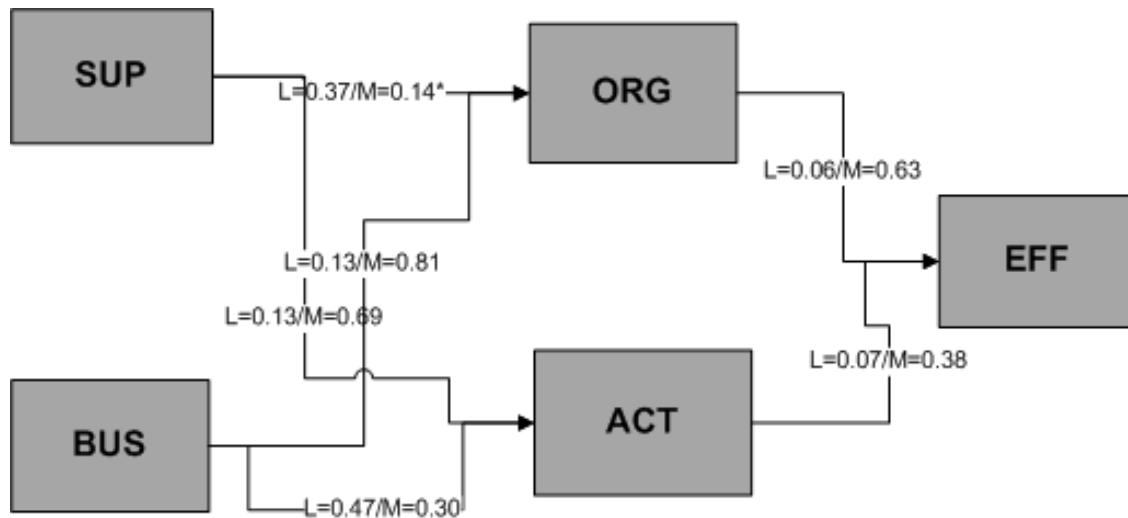 SUP
L=0.37/M=0.14*
ORG
L=0.06/M=0.63
EFF
L=0.13/M=0.81
L=0.13/M=0.69
L=0.07/M=0.38
BUS
ACT
L=0.47/M=0.30